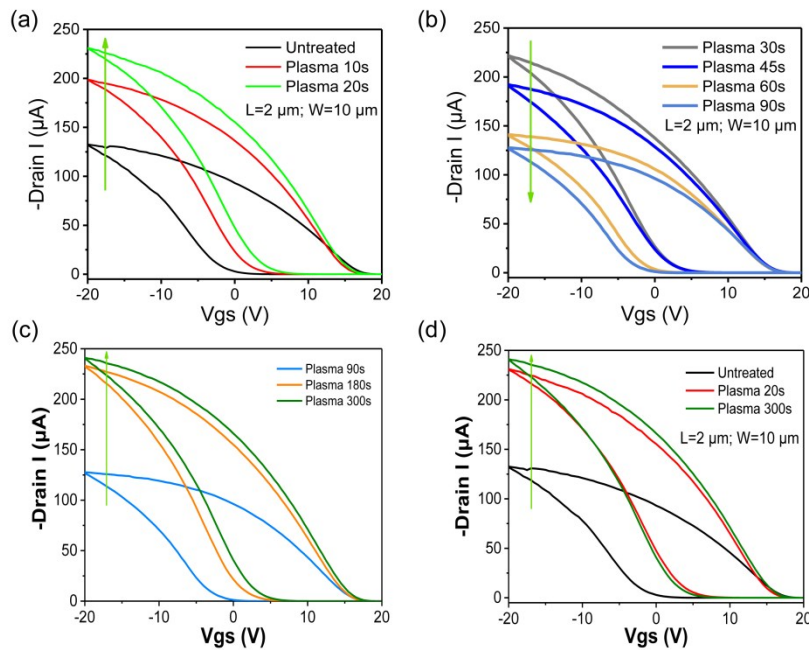 (a)
250
200
150
100
50
0
-Drain I (µA)
Untreated
Plasma 10s
Plasma 20s
L=2 µm; W=10 µm
-20
-10
0
10
20
Vgs (V)
(b)
250
200
150
100
50
0
-Drain I (µA)
Plasma 30s
Plasma 45s
Plasma 60s
Plasma 90s
L=2 µm; W=10 µm
-20
-10
0
10
20
Vgs (V)
(c)
250
200
150
100
50
0
-Drain I (µA)
Plasma 90s
Plasma 180s
Plasma 300s
-20
-10
0
10
20
Vgs (V)
(d)
250
200
150
100
50
0
-Drain I (µA)
Untreated
Plasma 20s
Plasma 300s
L=2 µm; W=10 µm
-20
-10
0
10
20
Vgs (V)